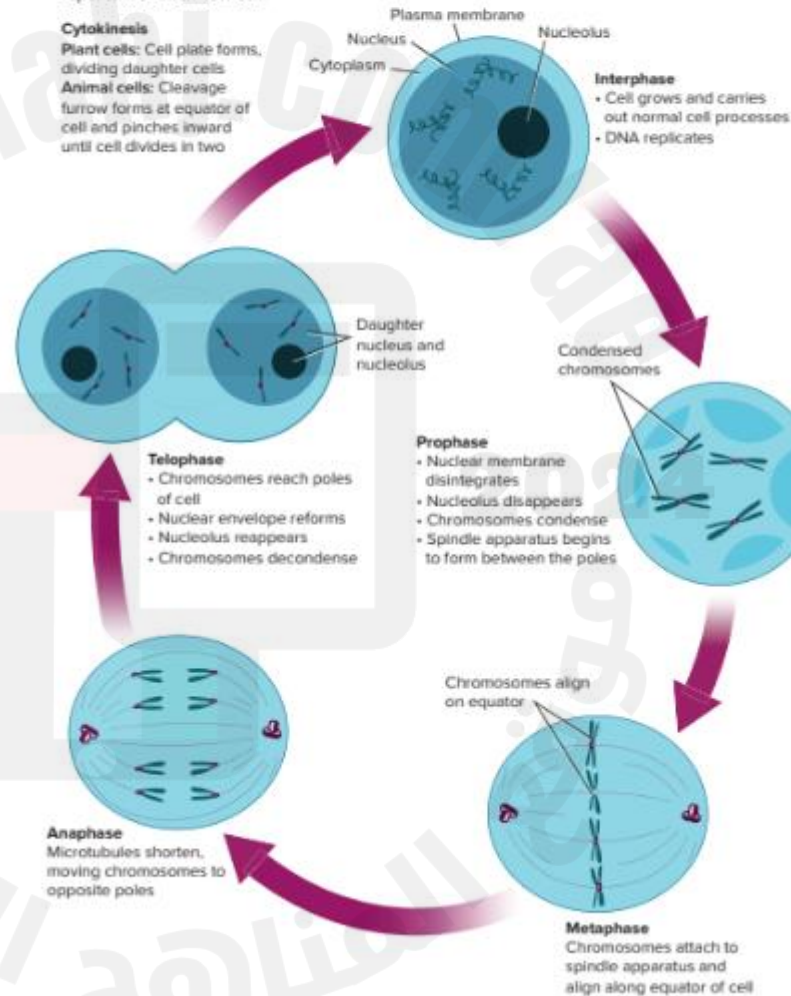 Cytokinesis
Plant cells: Cell plate forms,
dividing daughter cells
Animal cells: Cleavage
furrow forms at equator of
cell and pinches inward
until cell divides in two
Plasma membrane
Nucleus
Nucleolus
Cytoplasm
Interphase
• Cell grows and carries
out normal cell processes
• DNA replicates
Daughter
nucleus and
nucleolus
Condensed
chromosomes
Telophase
• Chromosomes reach poles
of cell
• Nuclear envelope reforms
• Nucleolus reappears
• Chromosomes decondense
Prophase
• Nuclear membrane
disintegrates
• Nucleolus disappears
• Chromosomes condense
• Spindle apparatus begins
to form between the poles
Chromosomes align
on equator
Anaphase
Microtubules shorten,
moving chromosomes to
opposite poles
Metaphase
Chromosomes attach to
spindle apparatus and
align along equator of cell
2024